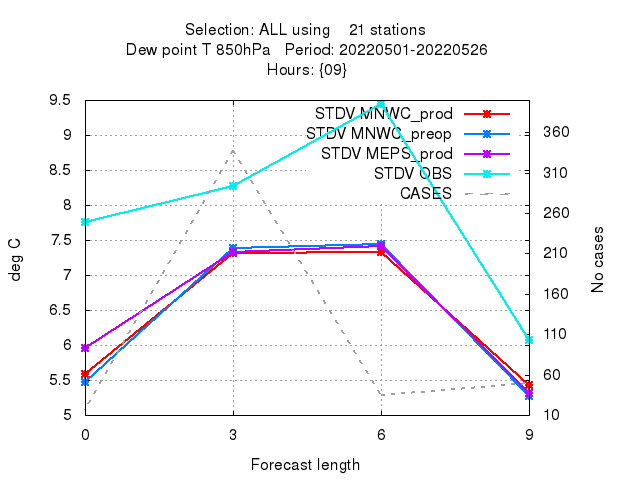 Selection: ALL using    21 stations
Dew point T 850hPa   Period: 20220501-20220526
Hours: {09}
STDV MNWC_prod
STDV MNWC_preop
STDV MEPS_prod
STDV OBS
CASES
9.5
9
8.5
8
7.5
7
6.5
6
5.5
5
deg C
360
310
260
210
160
110
60
10
No cases
0 3 6 9
Forecast length